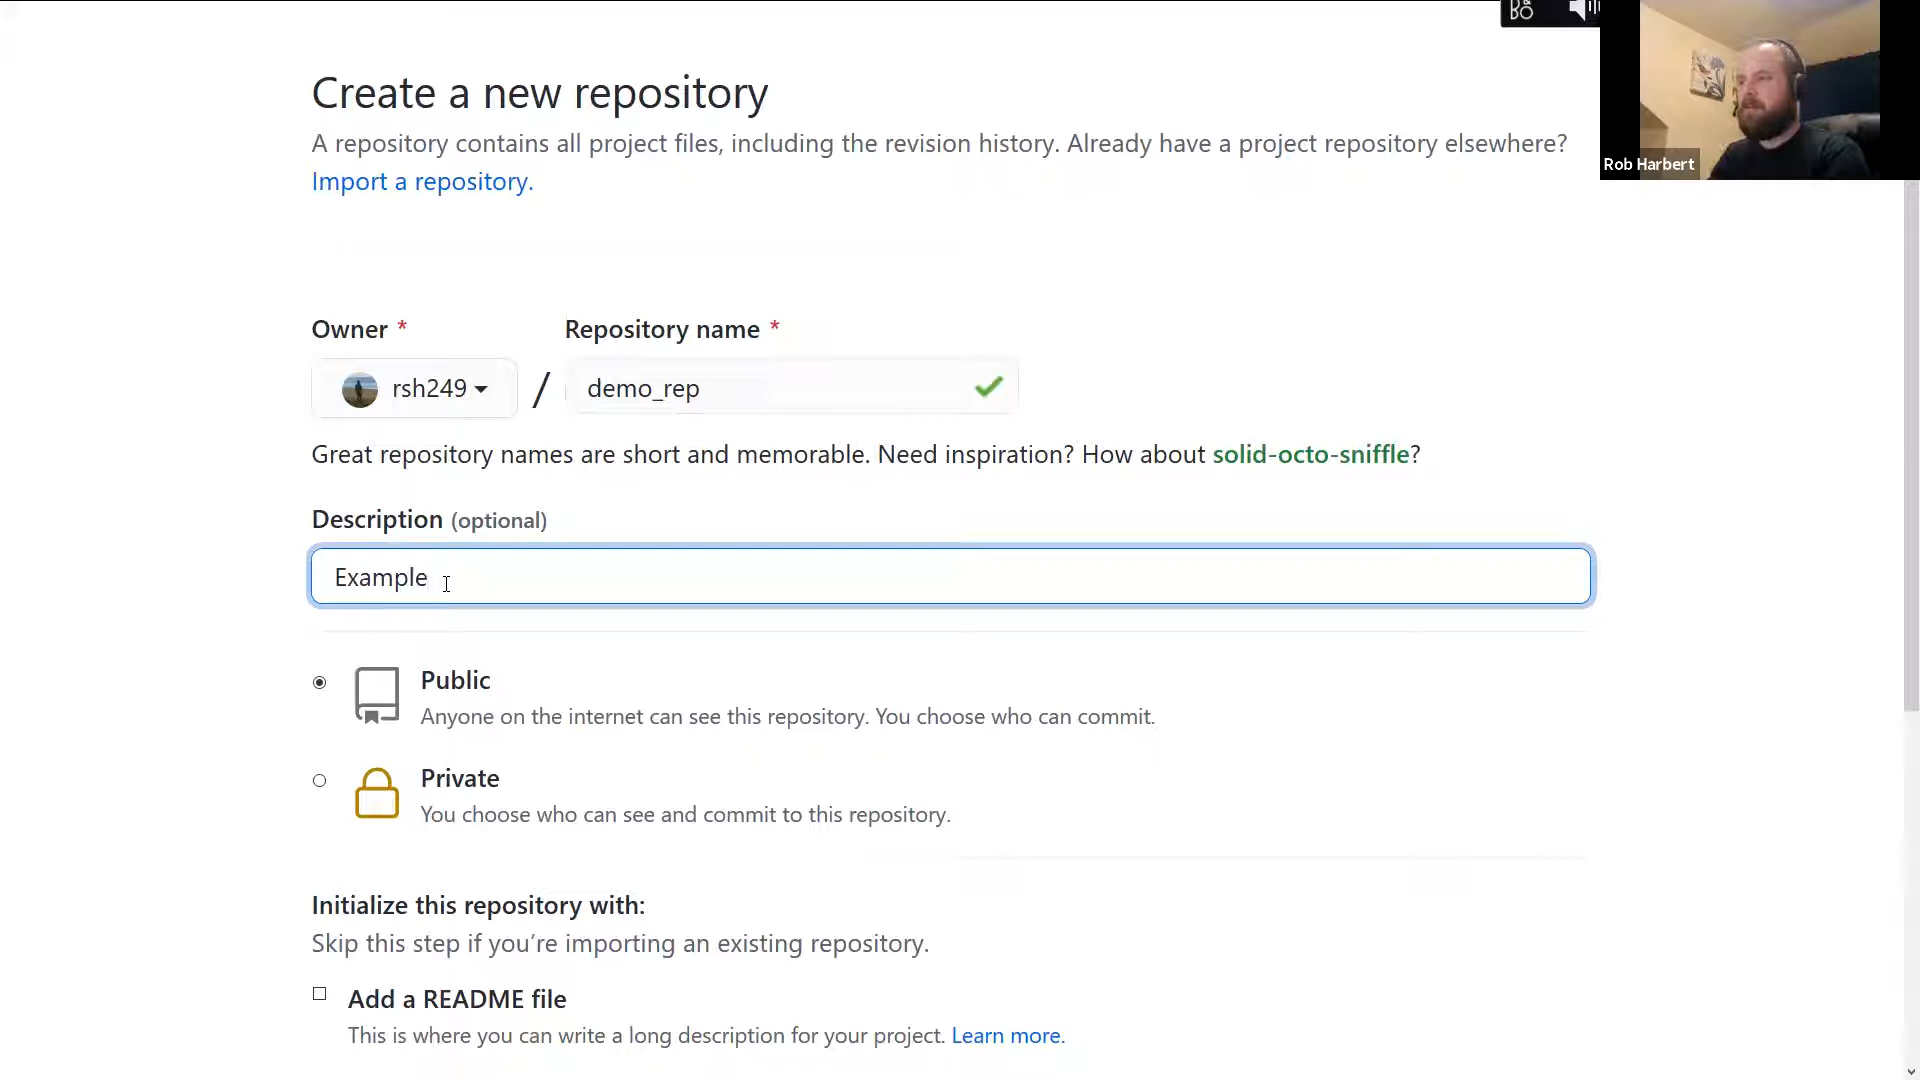 Create a new repository
A repository contains all project files, including the revision history. Already have a project repository elsewhere?
Import a repository.
Rob Harbert
Owner * Repository name *
rsh249 / demo_rep
Great repository names are short and memorable. Need inspiration? How about solid-octo-sniffle?
Description (optional)
Example
Public
Anyone on the internet can see this repository. You choose who can commit.
Private
You choose who can see and commit to this repository.
Initialize this repository with:
Skip this step if you’re importing an existing repository.
Add a README file
This is where you can write a long description for your project. Learn more.